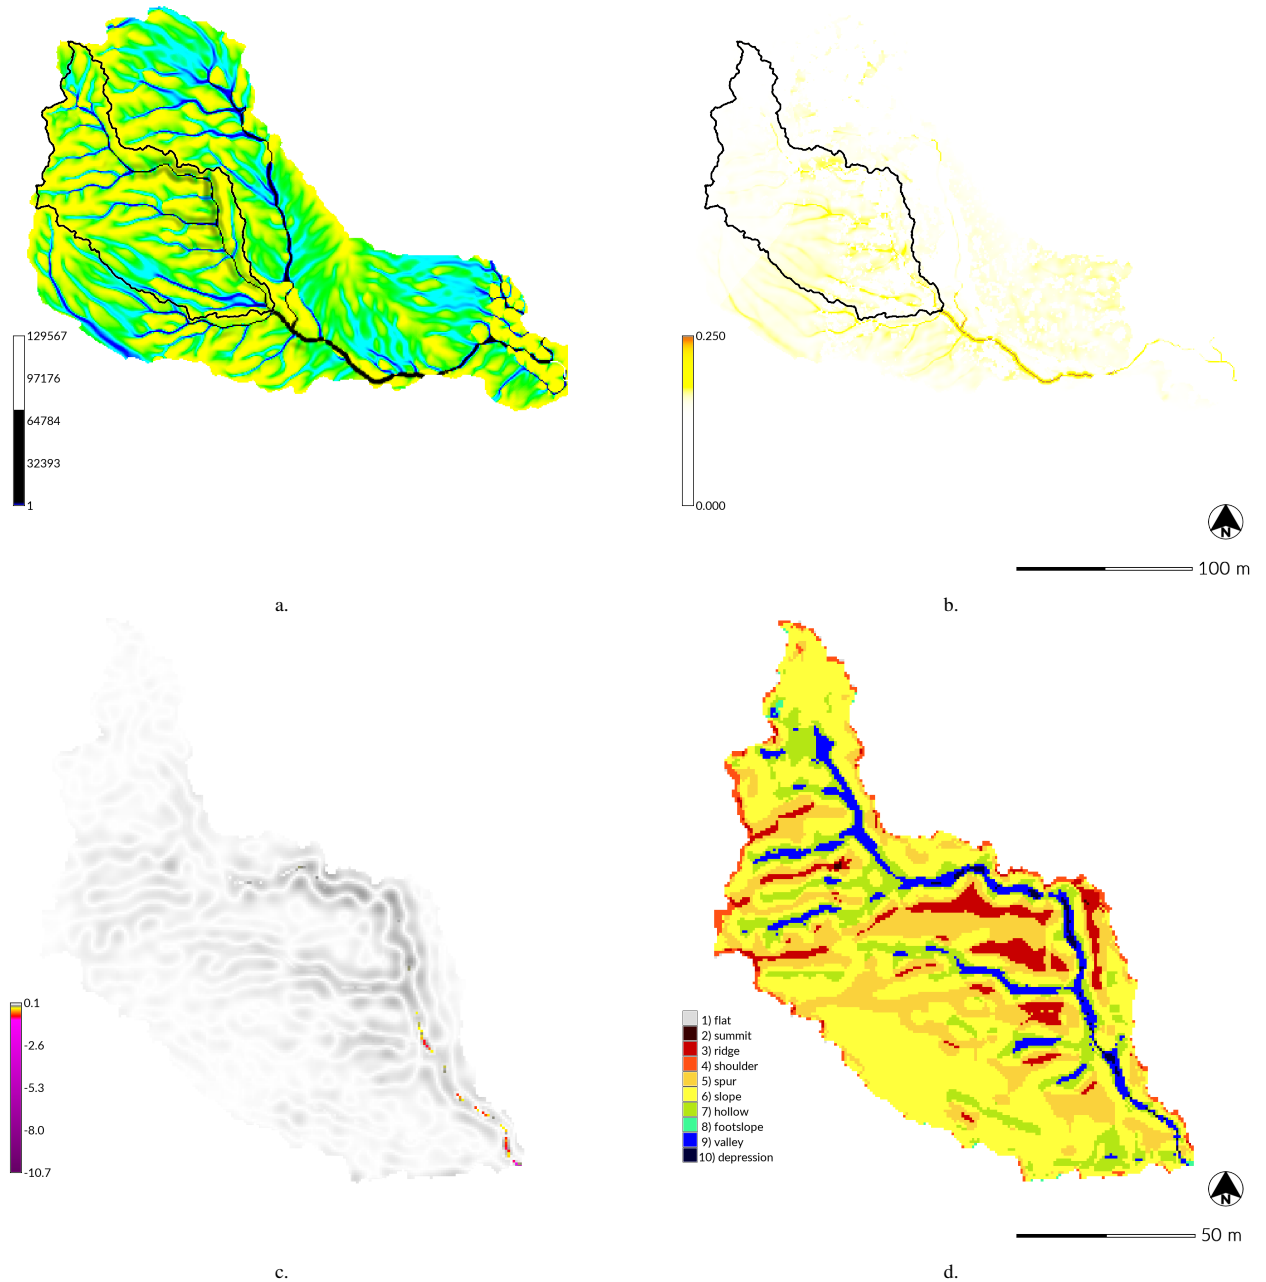 129567
97176
64784
32393
1
0.250
0.000
N
100 m
a.
b.
0.1
-2.6
-5.3
-8.0
-10.7
1) flat
2) summit
3) ridge
4) shoulder
5) spur
6) slope
7) hollow
8) footslope
9) valley
10) depression
N
50 m
c.
d.